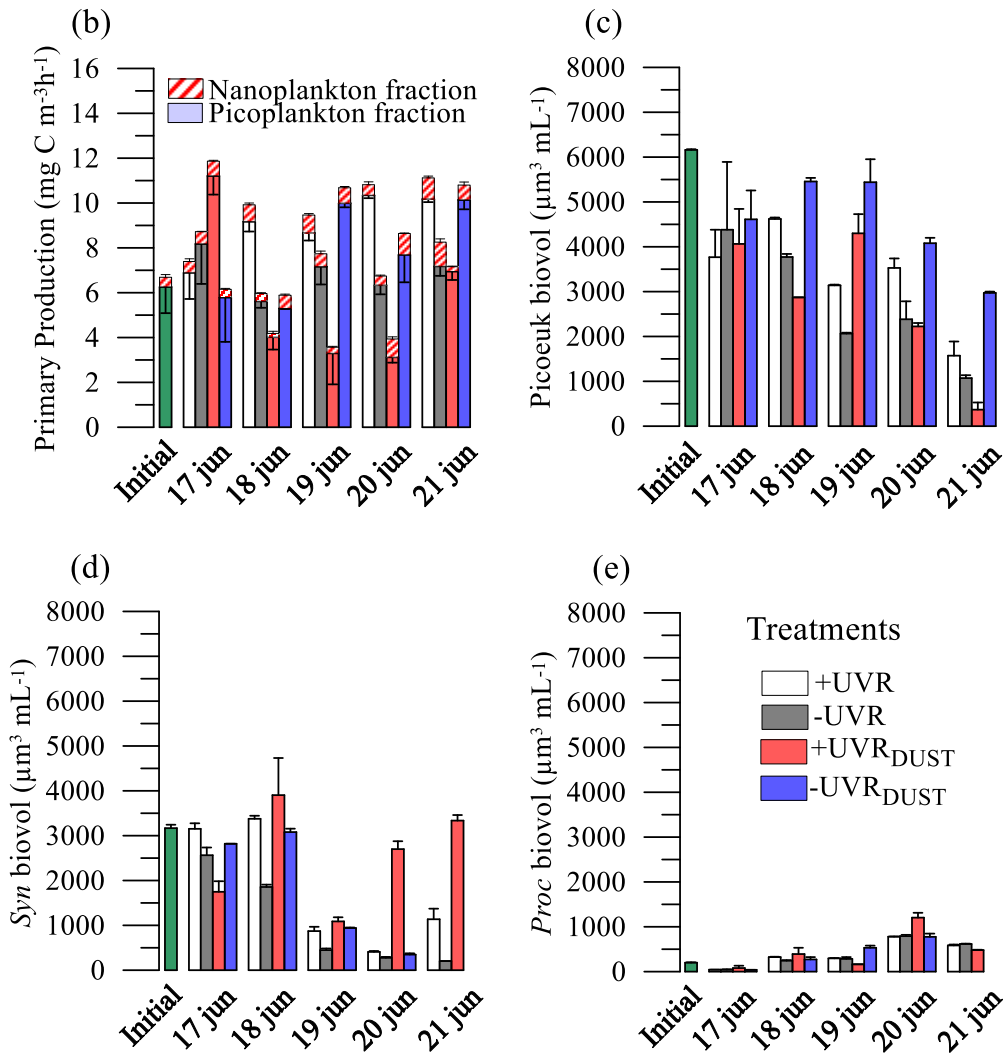 (b)
Primary Production (mg C m⁻³h⁻¹)
16
14
12
10
8
6
4
2
0
Nanoplankton fraction
Picoplankton fraction
Initial
17 jun
18 jun
19 jun
20 jun
21 jun
(c)
Picoeuk biovol (µm³ mL⁻¹)
8000
7000
6000
5000
4000
3000
2000
1000
0
Initial
17 jun
18 jun
19 jun
20 jun
21 jun
(d)
Syn biovol (µm³ mL⁻¹)
8000
7000
6000
5000
4000
3000
2000
1000
0
Initial
17 jun
18 jun
19 jun
20 jun
21 jun
(e)
Proc biovol (µm³ mL⁻¹)
8000
7000
6000
5000
4000
3000
2000
1000
0
Treatments
+UVR
-UVR
+UVR DUST
-UVR DUST
Initial
17 jun
18 jun
19 jun
20 jun
21 jun